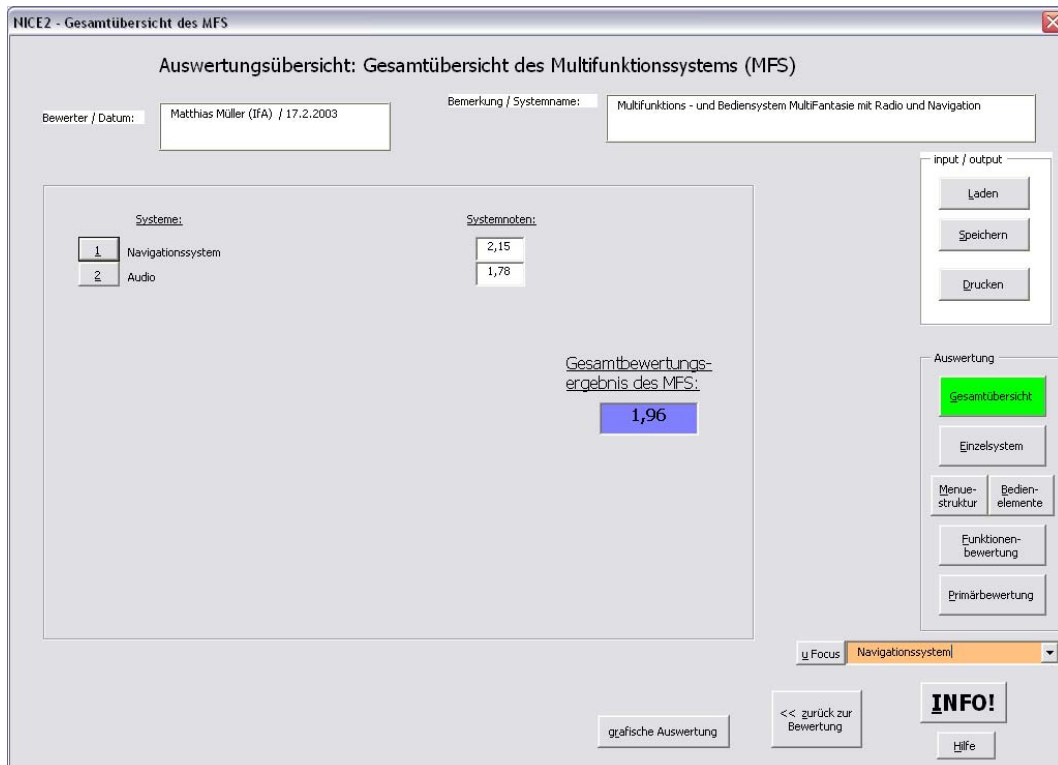 NICE2 - Gesamtübersicht des MFS
Auswertungsübersicht: Gesamtübersicht des Multifunktionssystems (MFS)
Bewerter / Datum:
Matthias Müller (IfA) / 17.2.2003
Bemerkung / Systemname:
Multifunktions - und Bediensystem MultiFantasie mit Radio und Navigation
input / output
Laden
Speichern
Drucken
Systeme:
Systemnoten:
1 Navigationssystem 2,15
2 Audio 1,78
Gesamtbewertungs-
ergebnis des MFS:
1,96
Auswertung
Gesamtübersicht
Einzelsystem
Menue-
struktur
Bedien-
elemente
Funktionen-
bewertung
Primärbewertung
u Focus
Navigationssystem
grafische Auswertung
<< zurück zur
Bewertung
INFO!
Hilfe